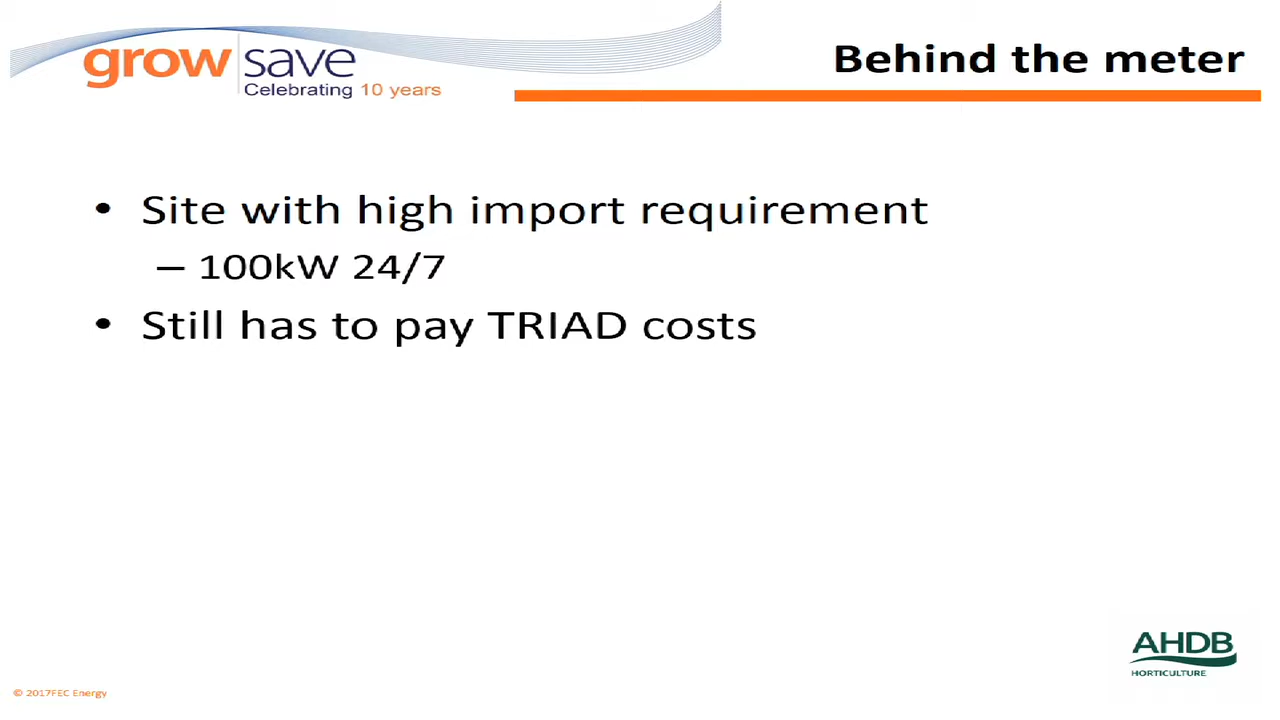 grow save
Celebrating 10 years
Behind the meter
• Site with high import requirement
– 100kW 24/7
• Still has to pay TRIAD costs
AHDB
HORTICULTURE
© 2017FEC Energy